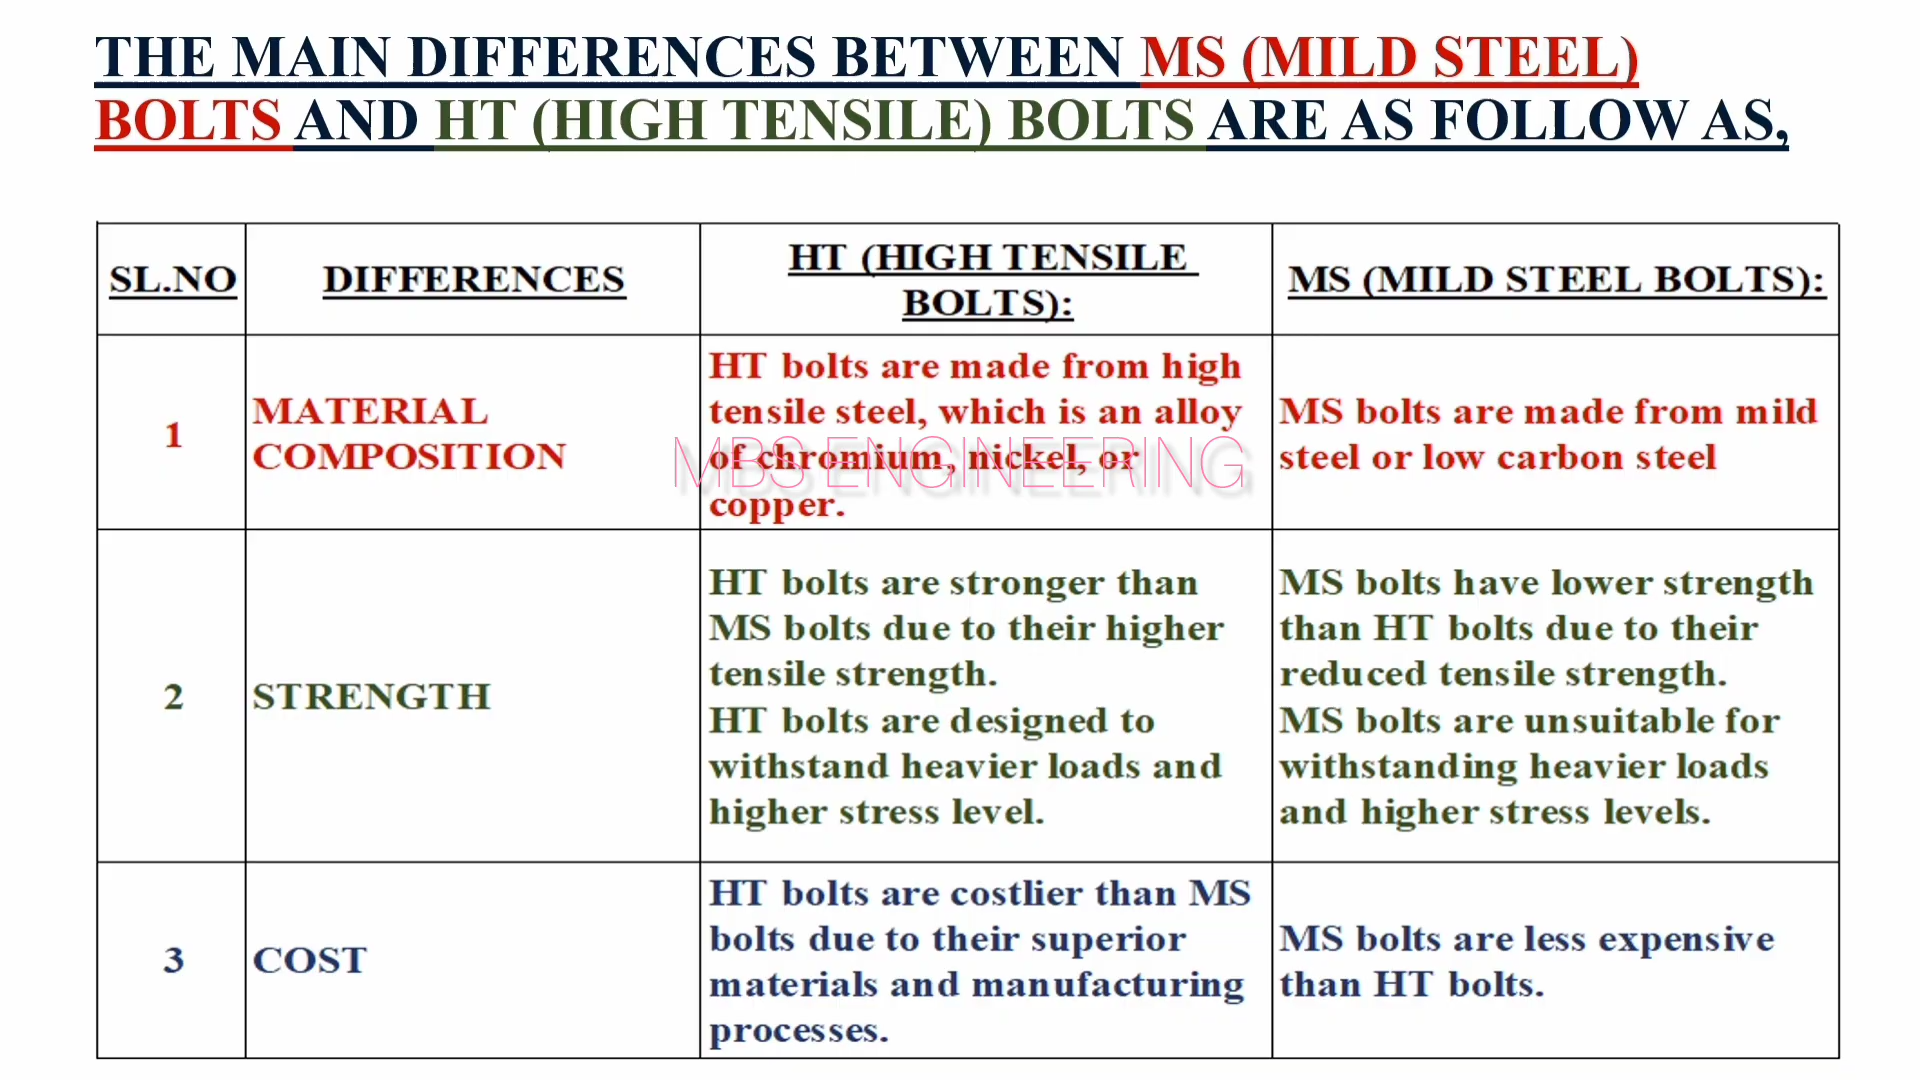 THE MAIN DIFFERENCES BETWEEN MS (MILD STEEL)
BOLTS AND HT (HIGH TENSILE) BOLTS ARE AS FOLLOW AS,
SL.NO
DIFFERENCES
HT (HIGH TENSILE
BOLTS):
MS (MILD STEEL BOLTS):
1
MATERIAL
COMPOSITION
HT bolts are made from high
tensile steel, which is an alloy
of chromium, nickel, or
copper.
MS bolts are made from mild
steel or low carbon steel
MBS ENGINEERING
2
STRENGTH
HT bolts are stronger than
MS bolts due to their higher
tensile strength.
HT bolts are designed to
withstand heavier loads and
higher stress level.
MS bolts have lower strength
than HT bolts due to their
reduced tensile strength.
MS bolts are unsuitable for
withstanding heavier loads
and higher stress levels.
3
COST
HT bolts are costlier than MS
bolts due to their superior
materials and manufacturing
processes.
MS bolts are less expensive
than HT bolts.